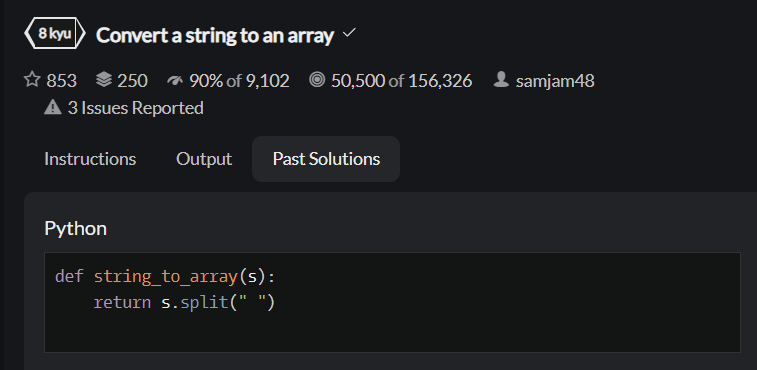 8 kyu Convert a string to an array
853 250 90% of 9,102 50,500 of 156,326 samjam48
3 Issues Reported
Instructions Output Past Solutions
Python
def string_to_array(s):
    return s.split(" ")